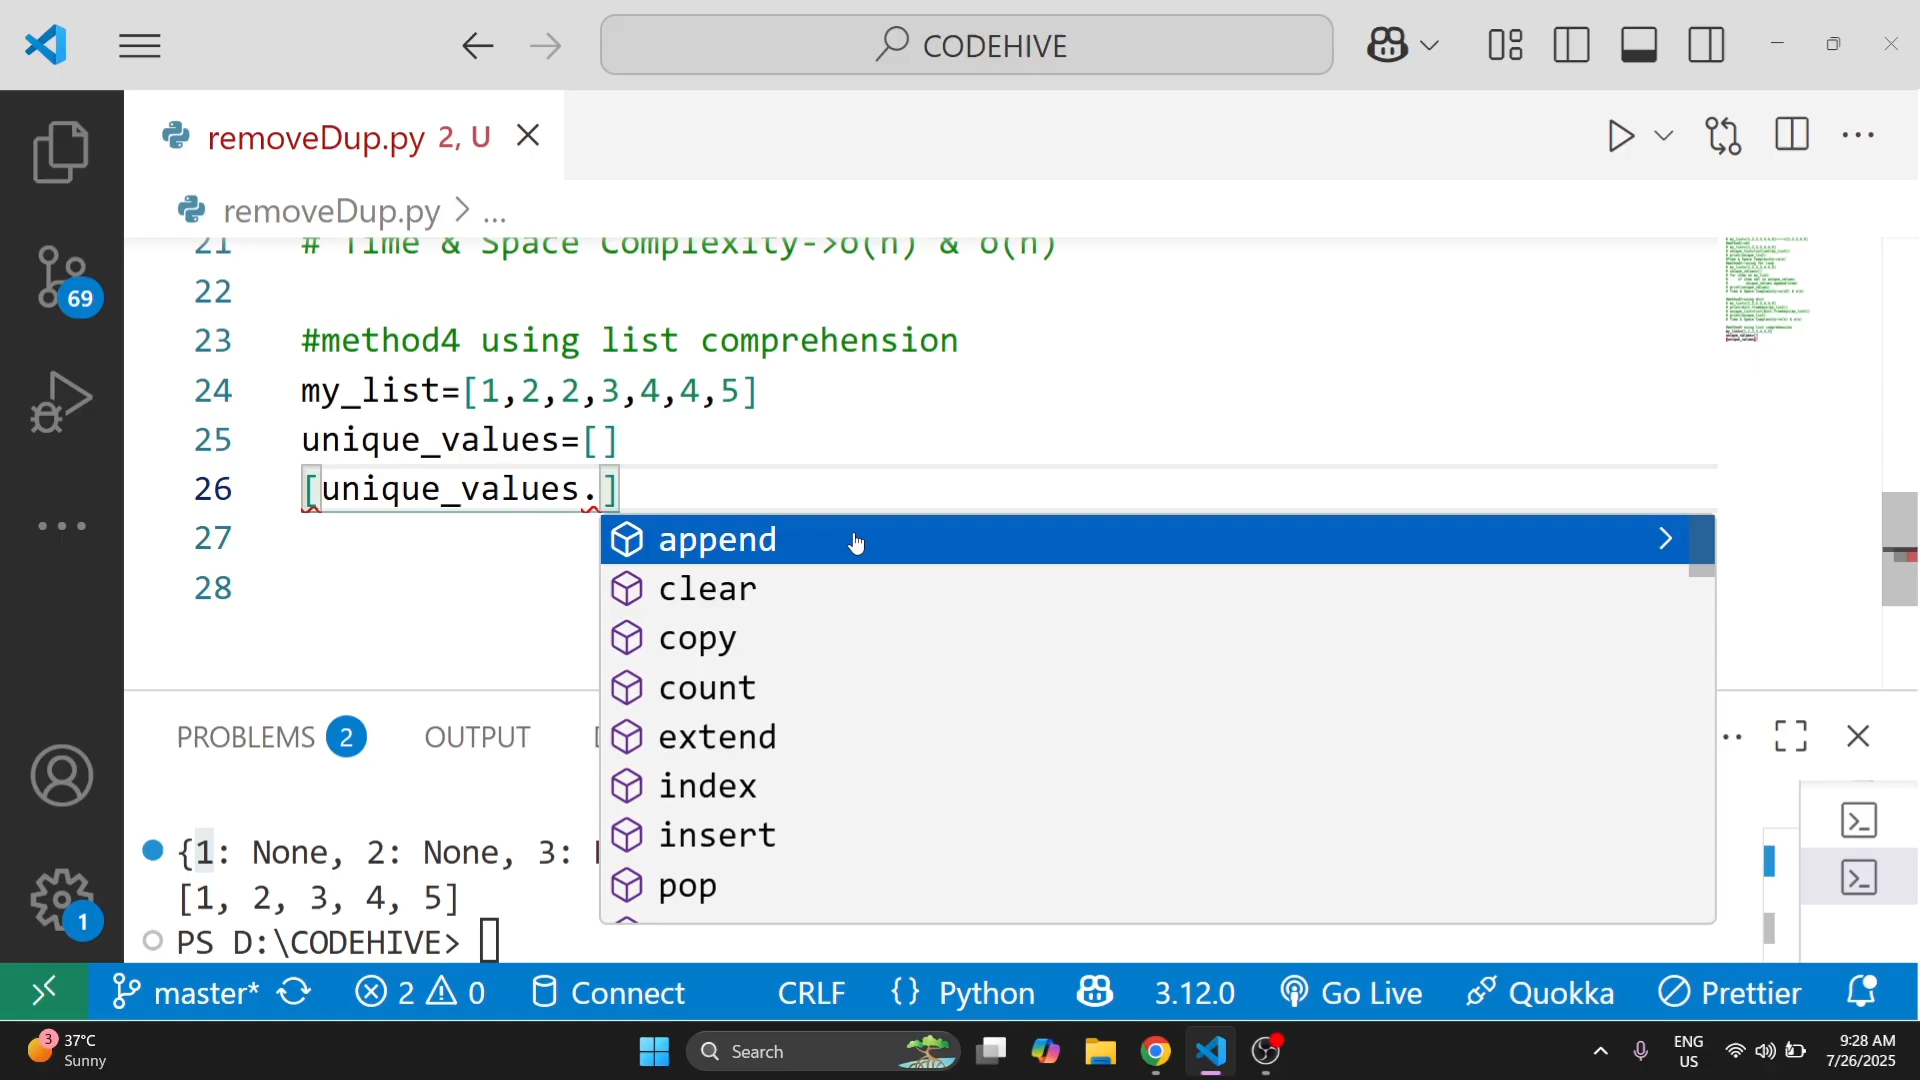 CODEHIVE
removeDup.py 2, U
removeDup.py > ...
21 # Time & Space Complexity->o(n) & o(n)
22
23 #method4 using list comprehension
24 my_list=[1,2,2,3,4,4,5]
25 unique_values=[]
26 [unique_values.]
27
28
append
clear
copy
count
extend
index
insert
pop
69
1
PROBLEMS 2
OUTPUT
{1: None, 2: None, 3:
[1, 2, 3, 4, 5]
PS D:\CODEHIVE>
master* 2 0 Connect CRLF {} Python 3.12.0 Go Live Quokka Prettier
3 37°C
Sunny
Search
ENG
US
9:28 AM
7/26/2025